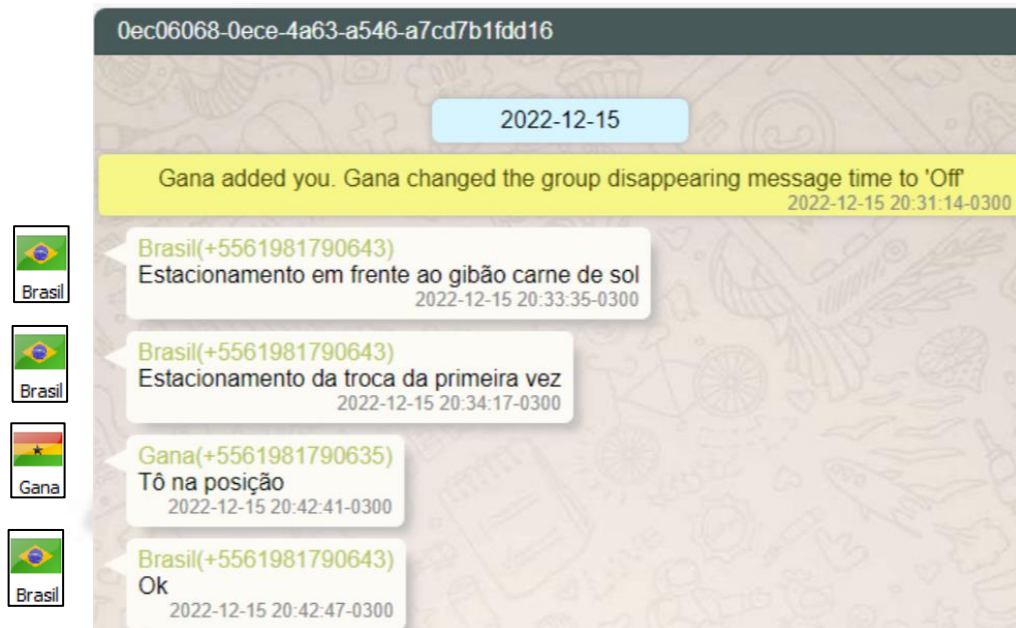 0ec06068-0ece-4a63-a546-a7cd7b1fdd16
2022-12-15
Gana added you. Gana changed the group disappearing message time to 'Off'
2022-12-15 20:31:14-0300
Brasil
Brasil(+5561981790643)
Estacionamento em frente ao gibão carne de sol
2022-12-15 20:33:35-0300
Brasil
Brasil(+5561981790643)
Estacionamento da troca da primeira vez
2022-12-15 20:34:17-0300
Gana
Gana(+5561981790635)
Tô na posição
2022-12-15 20:42:41-0300
Brasil
Brasil(+5561981790643)
Ok
2022-12-15 20:42:47-0300